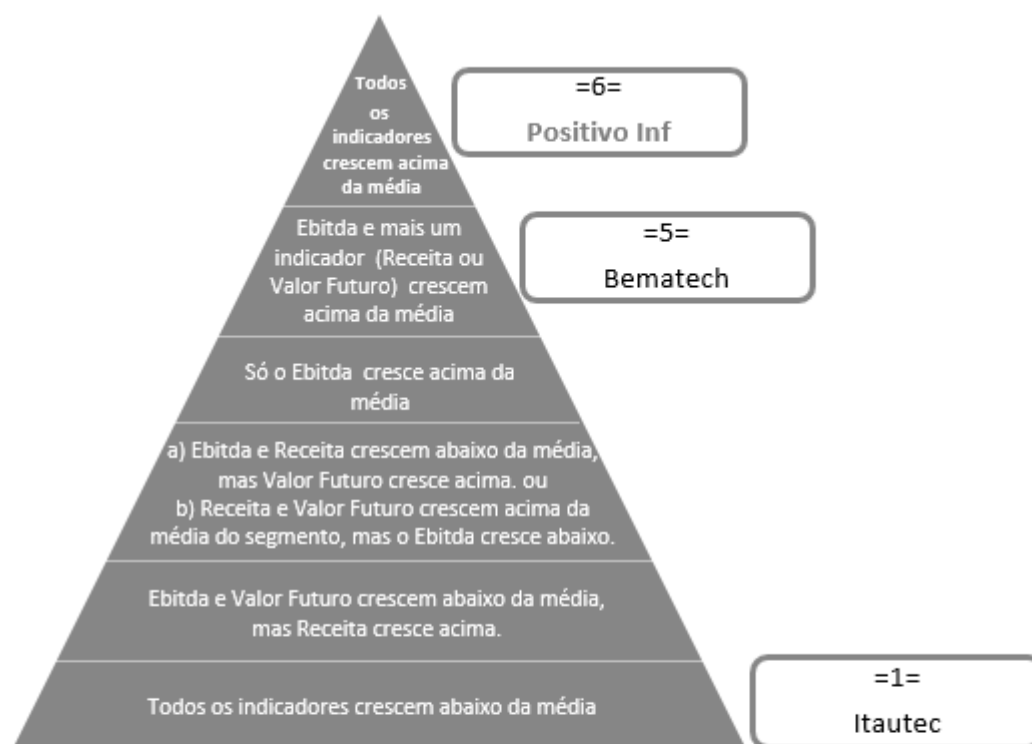 Todos
os
indicadores
crescem acima
da média
=6=
Positivo Inf
Ebitda e mais um
indicador (Receita ou
Valor Futuro) crescem
acima da média
=5=
Bematech
Só o Ebitda cresce acima da
média
a) Ebitda e Receita crescem abaixo da média,
mas Valor Futuro cresce acima. ou
b) Receita e Valor Futuro crescem acima da
média do segmento, mas o Ebitda cresce abaixo.
Ebitda e Valor Futuro crescem abaixo da média,
mas Receita cresce acima.
Todos os indicadores crescem abaixo da média
=1=
Itautec